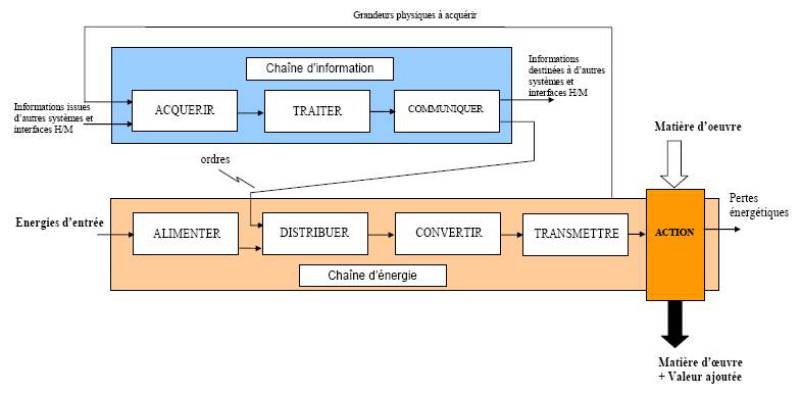 Grandeurs physiques à acquérir
Chaîne d'information
Informations
destinées à d'autres
systèmes et
interfaces H/M
Informations issues
d'autres systèmes et
interfaces H/M
ACQUERIR
TRAITER
COMMUNIQUER
ordres
Matière d'oeuvre
Energies d'entrée
ALIMENTER
DISTRIBUER
CONVERTIR
TRANSMETTRE
ACTION
Pertes
énergétiques
Chaîne d'énergie
Matière d'œuvre
+ Valeur ajoutée